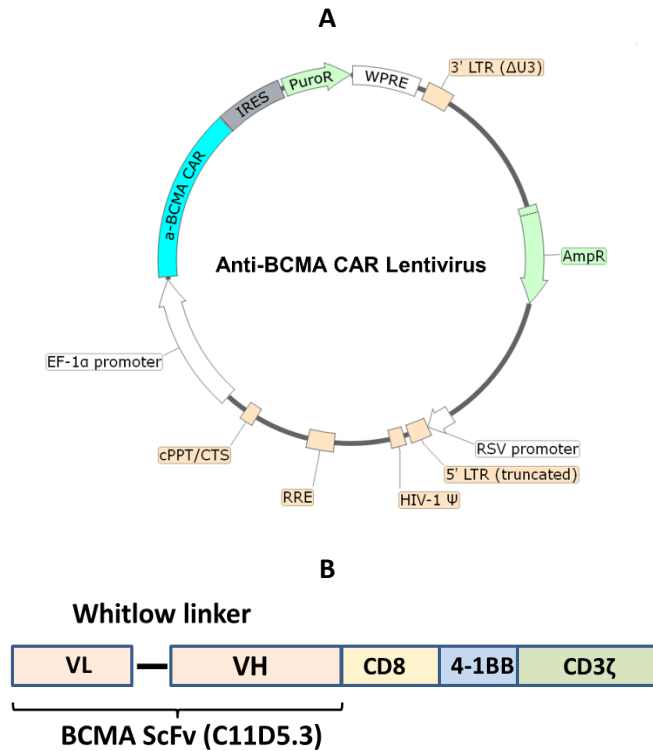 A
3' LTR (ΔU3)
WPRE
PuroR
IRES
a-BCMA CAR
Anti-BCMA CAR Lentivirus
AmpR
EF-1α promoter
cPPT/CTS
RRE
HIV-1 Ψ
5' LTR (truncated)
RSV promoter
B
Whitlow linker
VL
VH
CD8
4-1BB
CD3ζ
BCMA ScFv (C11D5.3)